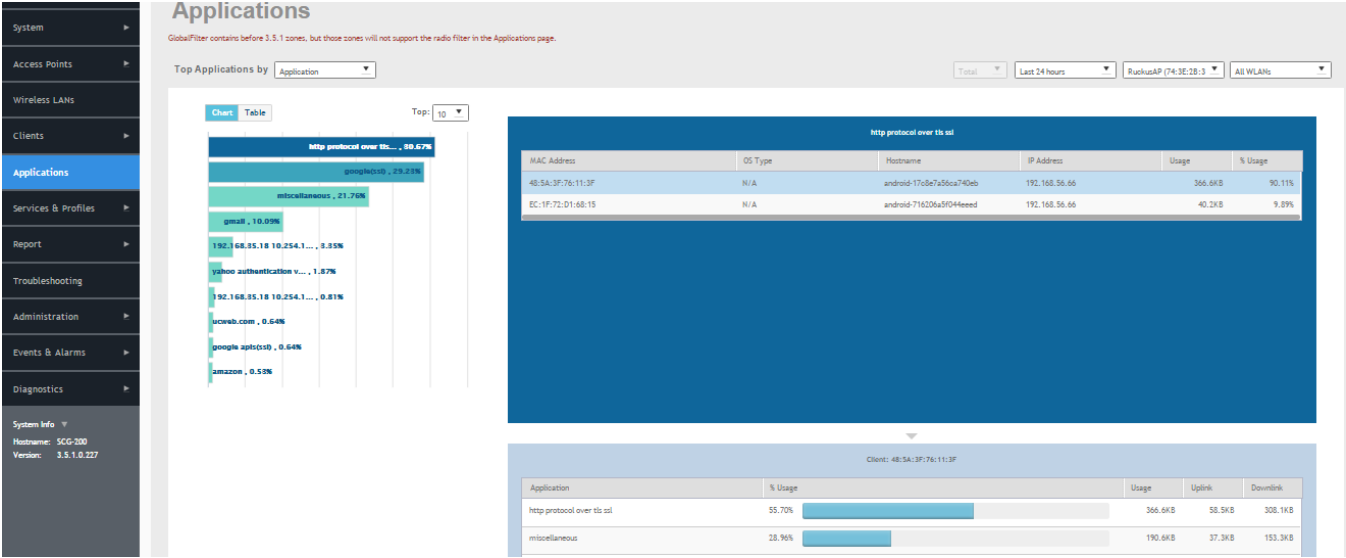 Applications
GlobalFilter contains before 3.5.1 zones, but those zones will not support the radio filter in the Applications page.
System
Access Points
Wireless LANs
Clients
Applications
Services & Profiles
Report
Troubleshooting
Administration
Events & Alarms
Diagnostics
System Info
Hostname: SCG-200
Version: 3.5.1.0.227
Top Applications by Application
Total Last 24 hours RuckusAP (74:3E:2B:3 All WLANs
Chart Table Top: 10
http protocol over tls... , 30.67%
google(ssl) , 29.23%
miscellaneous , 21.76%
gmail , 10.09%
192.168.35.18 10.254.1... , 3.35%
yahoo authentication v... , 1.87%
192.168.35.18 10.254.1... , 0.81%
ucweb.com , 0.64%
google apis(ssl) , 0.64%
amazon , 0.53%
http protocol over tls ssl
MAC Address OS Type Hostname IP Address Usage % Usage
48:5A:3F:76:11:3F N/A android-17c8e7a56ca740eb 192.168.56.66 366.6KB 90.11%
EC:1F:72:D1:68:15 N/A android-716206a5f044eeed 192.168.56.66 40.2KB 9.89%
Client: 48:5A:3F:76:11:3F
Application % Usage Usage Uplink Downlink
http protocol over tls ssl 55.70% 366.6KB 58.5KB 308.1KB
miscellaneous 28.96% 190.6KB 37.3KB 153.3KB